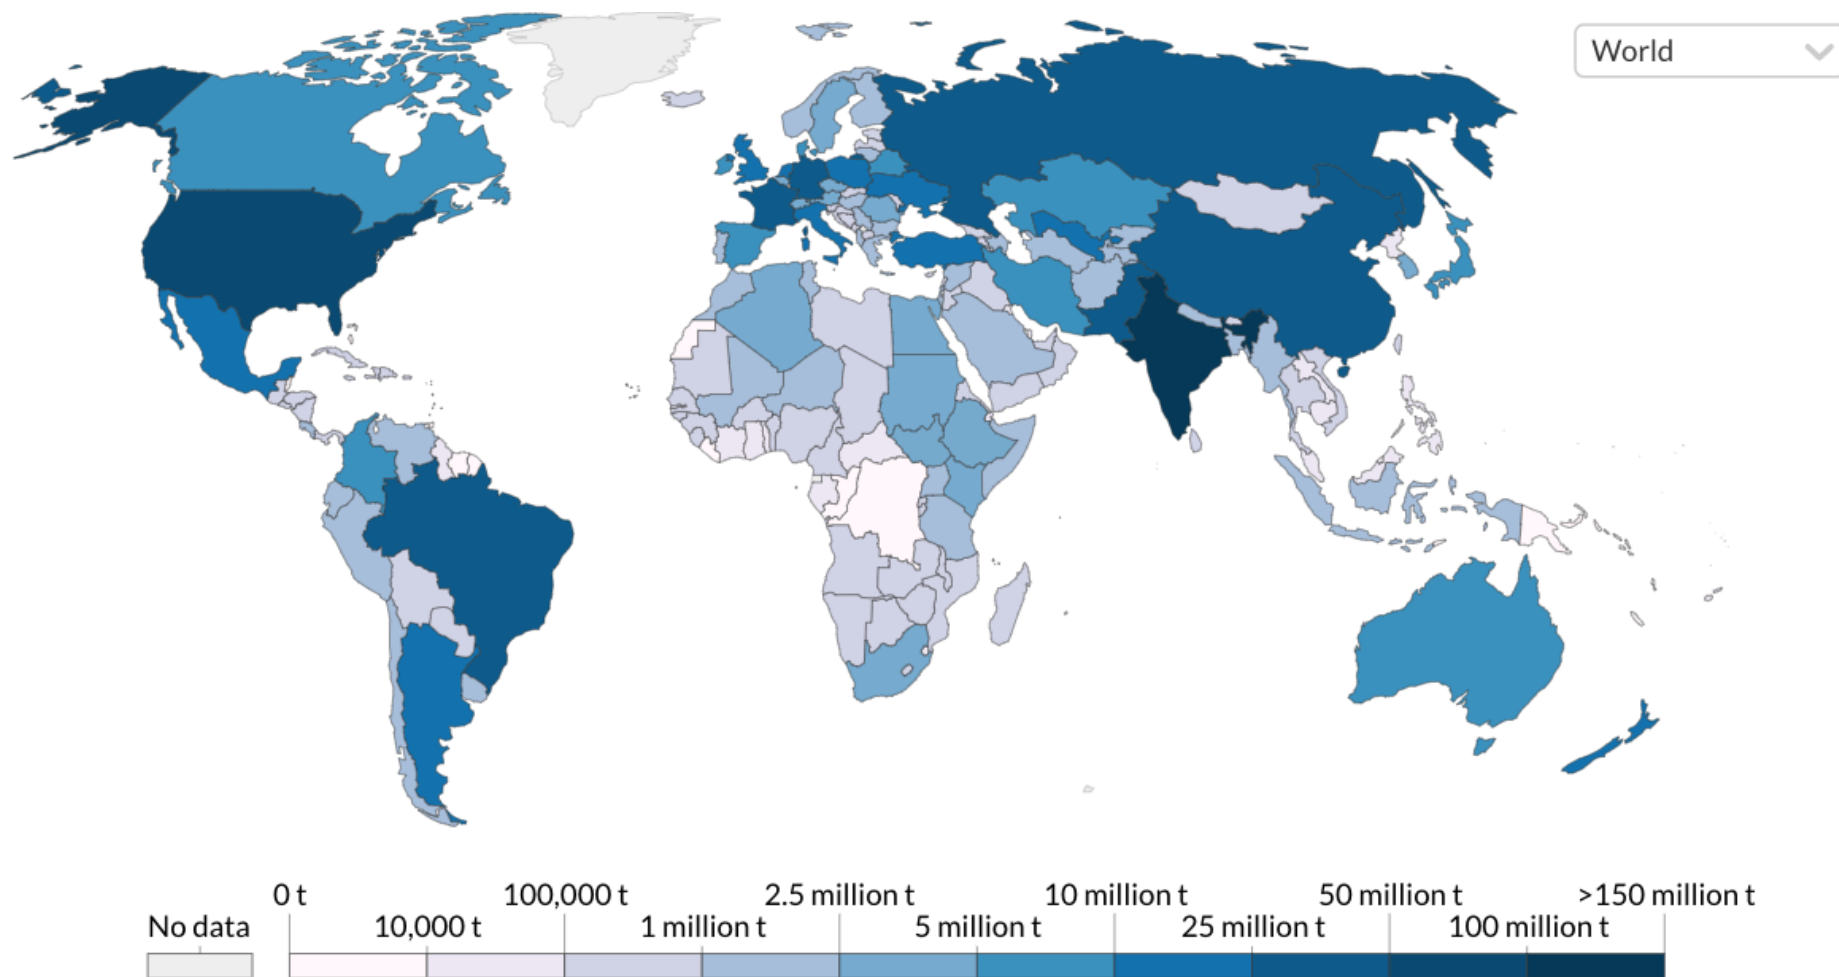 World
0 t
100,000 t
2.5 million t
10 million t
50 million t
>150 million t
No data
10,000 t
1 million t
5 million t
25 million t
100 million t